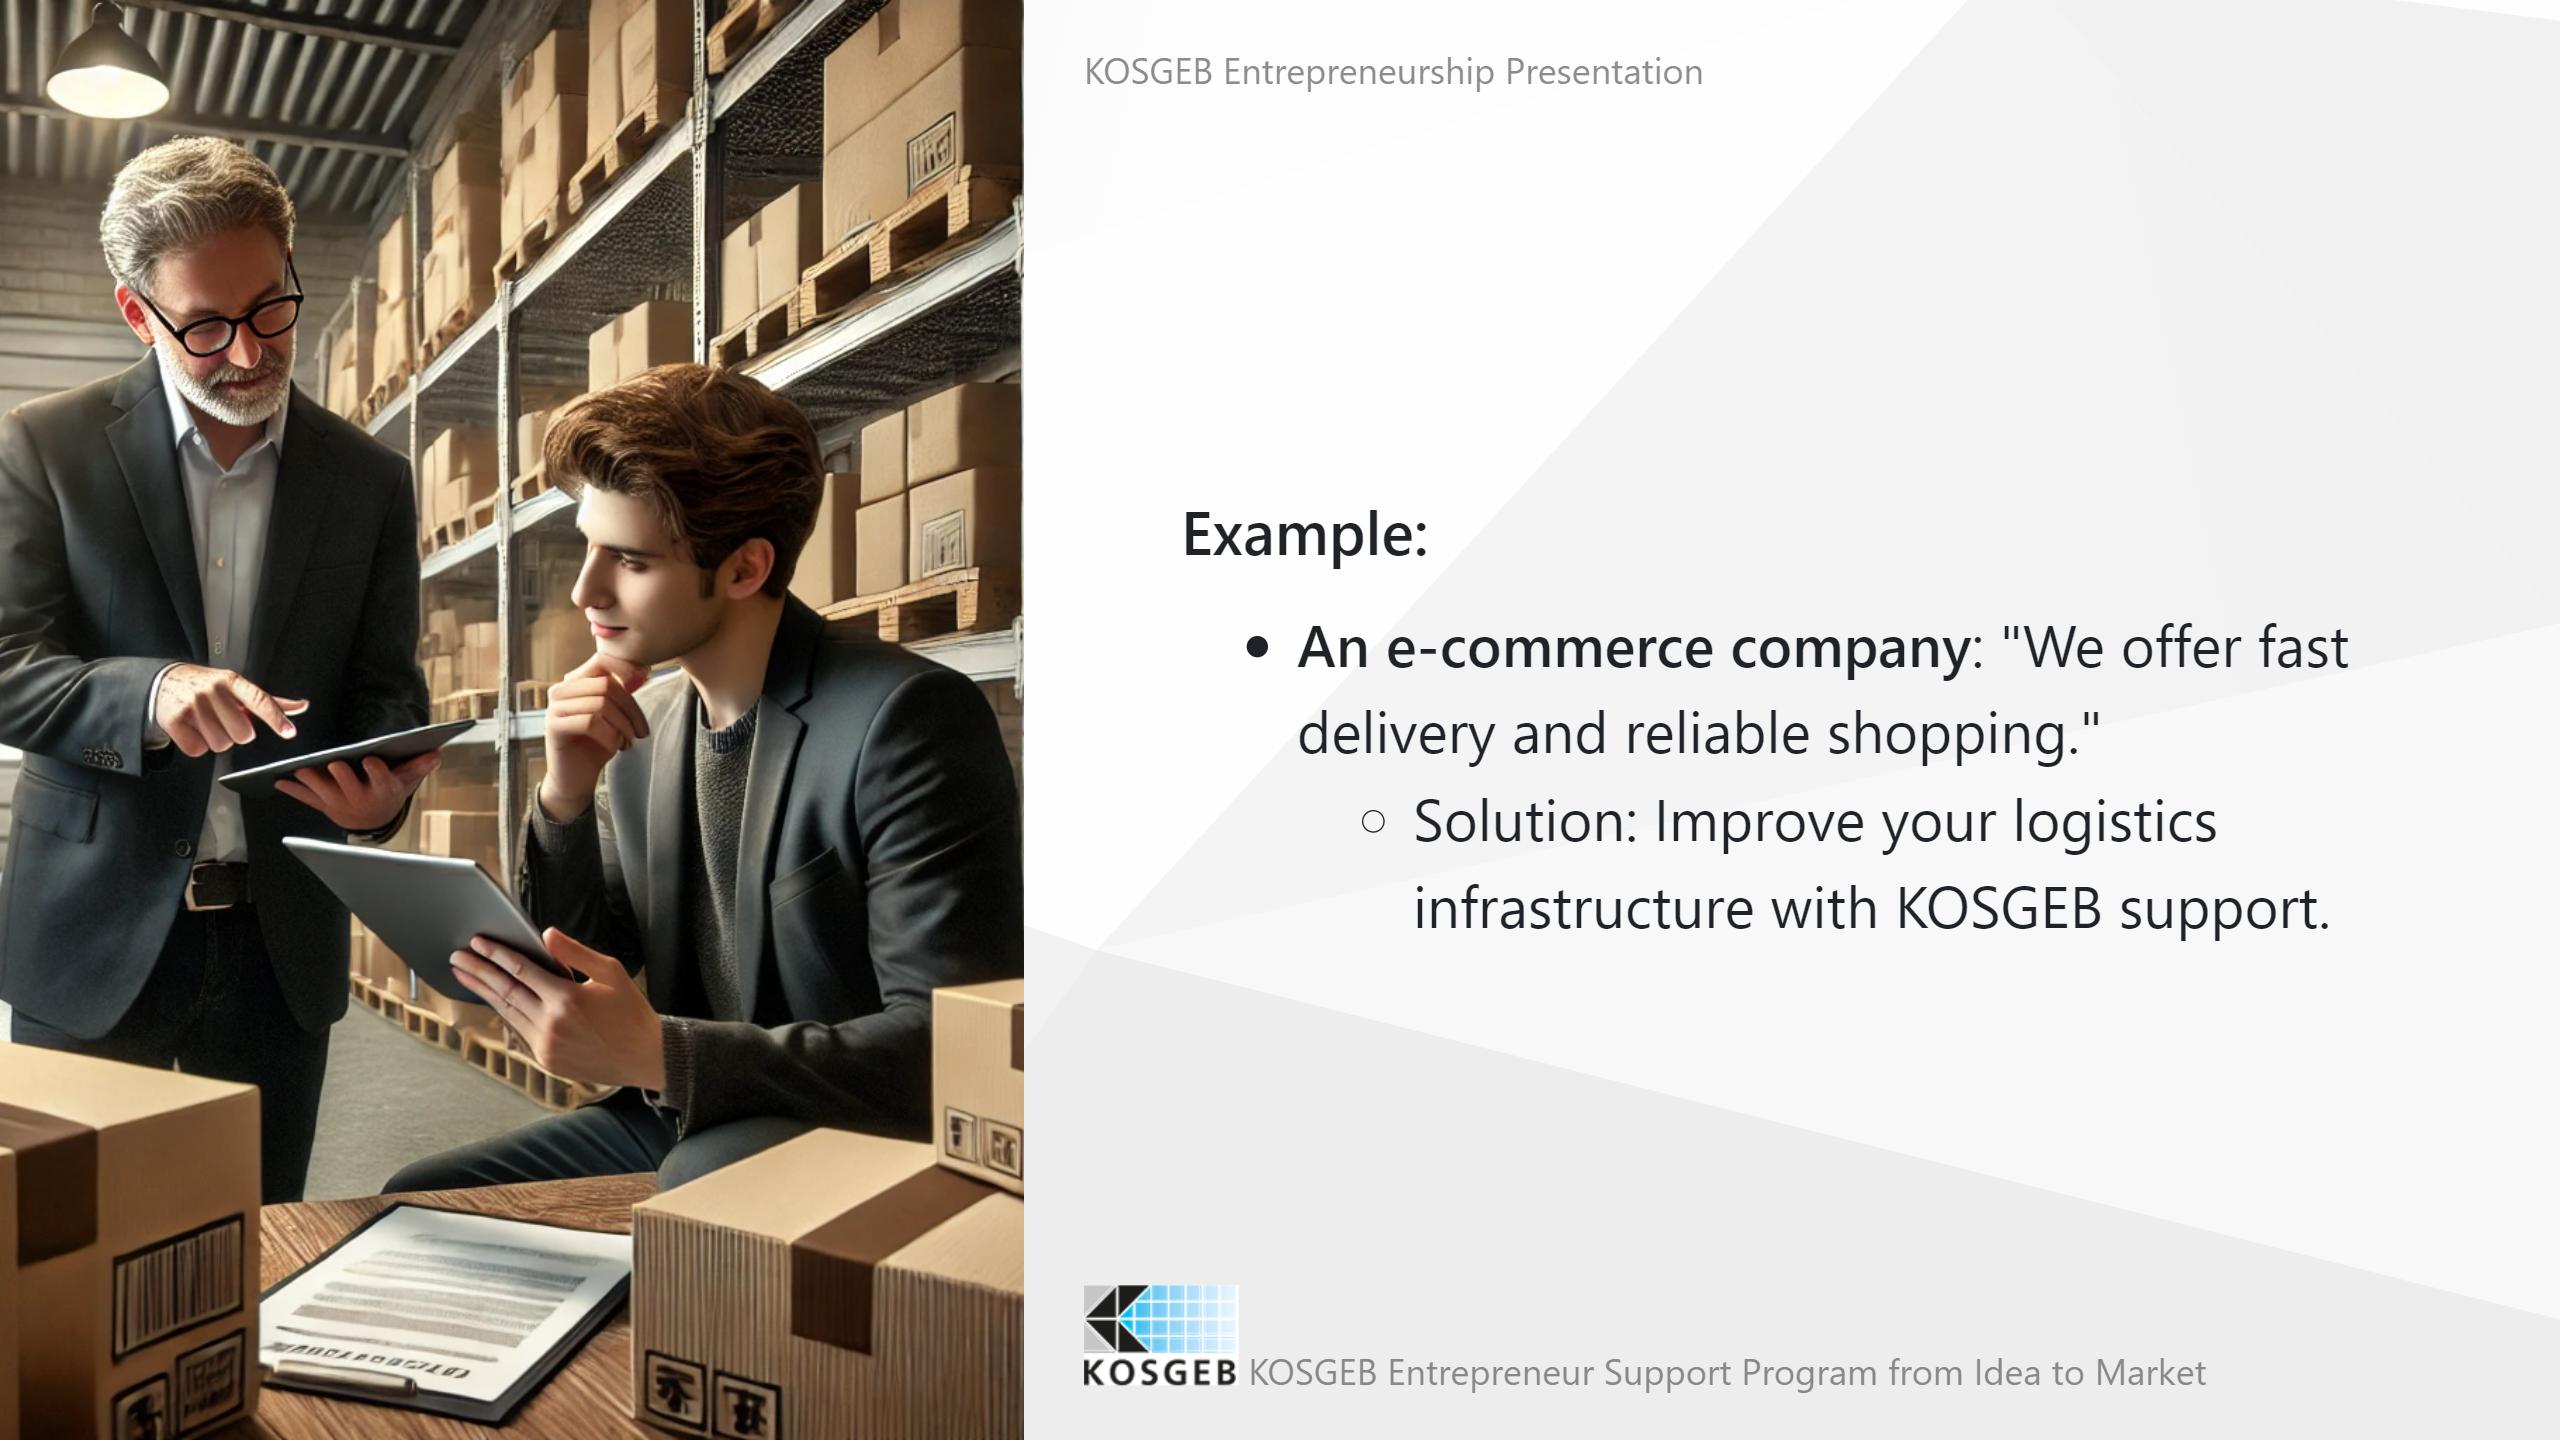 KOSGEB Entrepreneurship Presentation
Example:
An e-commerce company: "We offer fast
delivery and reliable shopping."
Solution: Improve your logistics
infrastructure with KOSGEB support.
KOSGEB
KOSGEB Entrepreneur Support Program from Idea to Market